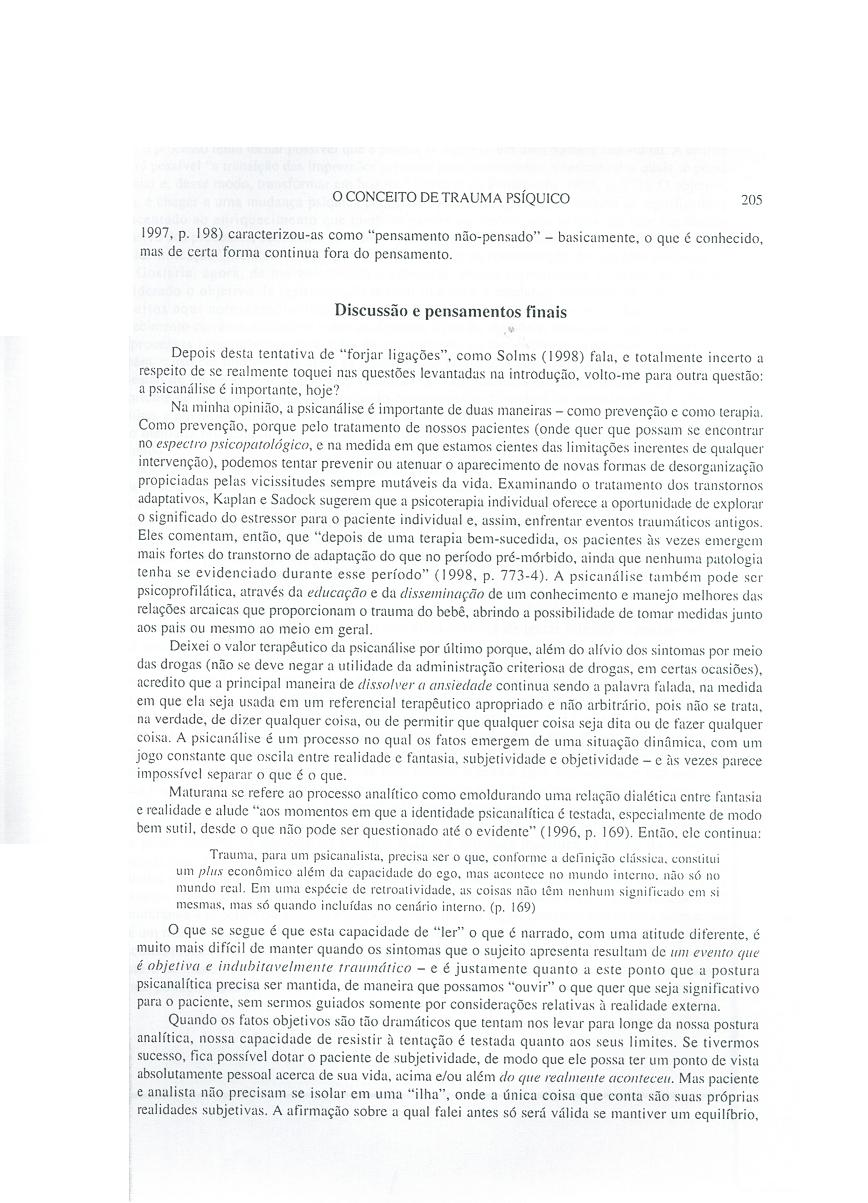 O CONCEITO DE TRAUMA PSÍQUICO 205
1997, p. 198) caracterizou-as como “pensamento não-pensado” – basicamente, o que é conhecido,
mas de certa forma continua fora do pensamento.
Discussão e pensamentos finais
Depois desta tentativa de “forjar ligações”, como Solms (1998) fala, e totalmente incerto a
respeito de se realmente toquei nas questões levantadas na introdução, volto-me para outra questão:
a psicanálise é importante, hoje?
Na minha opinião, a psicanálise é importante de duas maneiras – como prevenção e como terapia.
Como prevenção, porque pelo tratamento de nossos pacientes (onde quer que possam se encontrar
no espectro psicopatológico, e na medida em que estamos cientes das limitações inerentes de qualquer
intervenção), podemos tentar prevenir ou atenuar o aparecimento de novas formas de desorganização
propiciadas pelas vicissitudes sempre mutáveis da vida. Examinando o tratamento dos transtornos
adaptativos, Kaplan e Sadock sugerem que a psicoterapia individual oferece a oportunidade de explorar
o significado do estressor para o paciente individual e, assim, enfrentar eventos traumáticos antigos.
Eles comentam, então, que “depois de uma terapia bem-sucedida, os pacientes às vezes emergem
mais fortes do transtorno de adaptação do que no período pré-mórbido, ainda que nenhuma patologia
tenha se evidenciado durante esse período” (1998, p. 773-4). A psicanálise também pode ser
psicoprofilática, através da educação e da disseminação de um conhecimento e manejo melhores das
relações arcaicas que proporcionam o trauma do bebê, abrindo a possibilidade de tomar medidas junto
aos pais ou mesmo ao meio em geral.
Deixei o valor terapêutico da psicanálise por último porque, além do alívio dos sintomas por meio
das drogas (não se deve negar a utilidade da administração criteriosa de drogas, em certas ocasiões),
acredito que a principal maneira de dissolver a ansiedade continua sendo a palavra falada, na medida
em que ela seja usada em um referencial terapêutico apropriado e não arbitrário, pois não se trata,
na verdade, de dizer qualquer coisa, ou de permitir que qualquer coisa seja dita ou de fazer qualquer
coisa. A psicanálise é um processo no qual os fatos emergem de uma situação dinâmica, com um
jogo constante que oscila entre realidade e fantasia, subjetividade e objetividade – e às vezes parece
impossível separar o que é o que.
Maturana se refere ao processo analítico como emoldurando uma relação dialética entre fantasia
e realidade e alude “aos momentos em que a identidade psicanalítica é testada, especialmente de modo
bem sutil, desde o que não pode ser questionado até o evidente” (1996, p. 169). Então, ele continua:
Trauma, para um psicanalista, precisa ser o que, conforme a definição clássica, constitui
um plus econômico além da capacidade do ego, mas acontece no mundo interno, não só no
mundo real. Em uma espécie de retroatividade, as coisas não têm nenhum significado em si
mesmas, mas só quando incluídas no cenário interno. (p. 169)
O que se segue é que esta capacidade de “ler” o que é narrado, com uma atitude diferente, é
muito mais difícil de manter quando os sintomas que o sujeito apresenta resultam de um evento que
é objetiva e indubitavelmente traumático – e é justamente quanto a este ponto que a postura
psicanalítica precisa ser mantida, de maneira que possamos “ouvir” o que quer que seja significativo
para o paciente, sem sermos guiados somente por considerações relativas à realidade externa.
Quando os fatos objetivos são tão dramáticos que tentam nos levar para longe da nossa postura
analítica, nossa capacidade de resistir à tentação é testada quanto aos seus limites. Se tivermos
sucesso, fica possível dotar o paciente de subjetividade, de modo que ele possa ter um ponto de vista
absolutamente pessoal acerca de sua vida, acima e/ou além do que realmente aconteceu. Mas paciente
e analista não precisam se isolar em uma “ilha”, onde a única coisa que conta são suas próprias
realidades subjetivas. A afirmação sobre a qual falei antes só será válida se mantiver um equilíbrio,